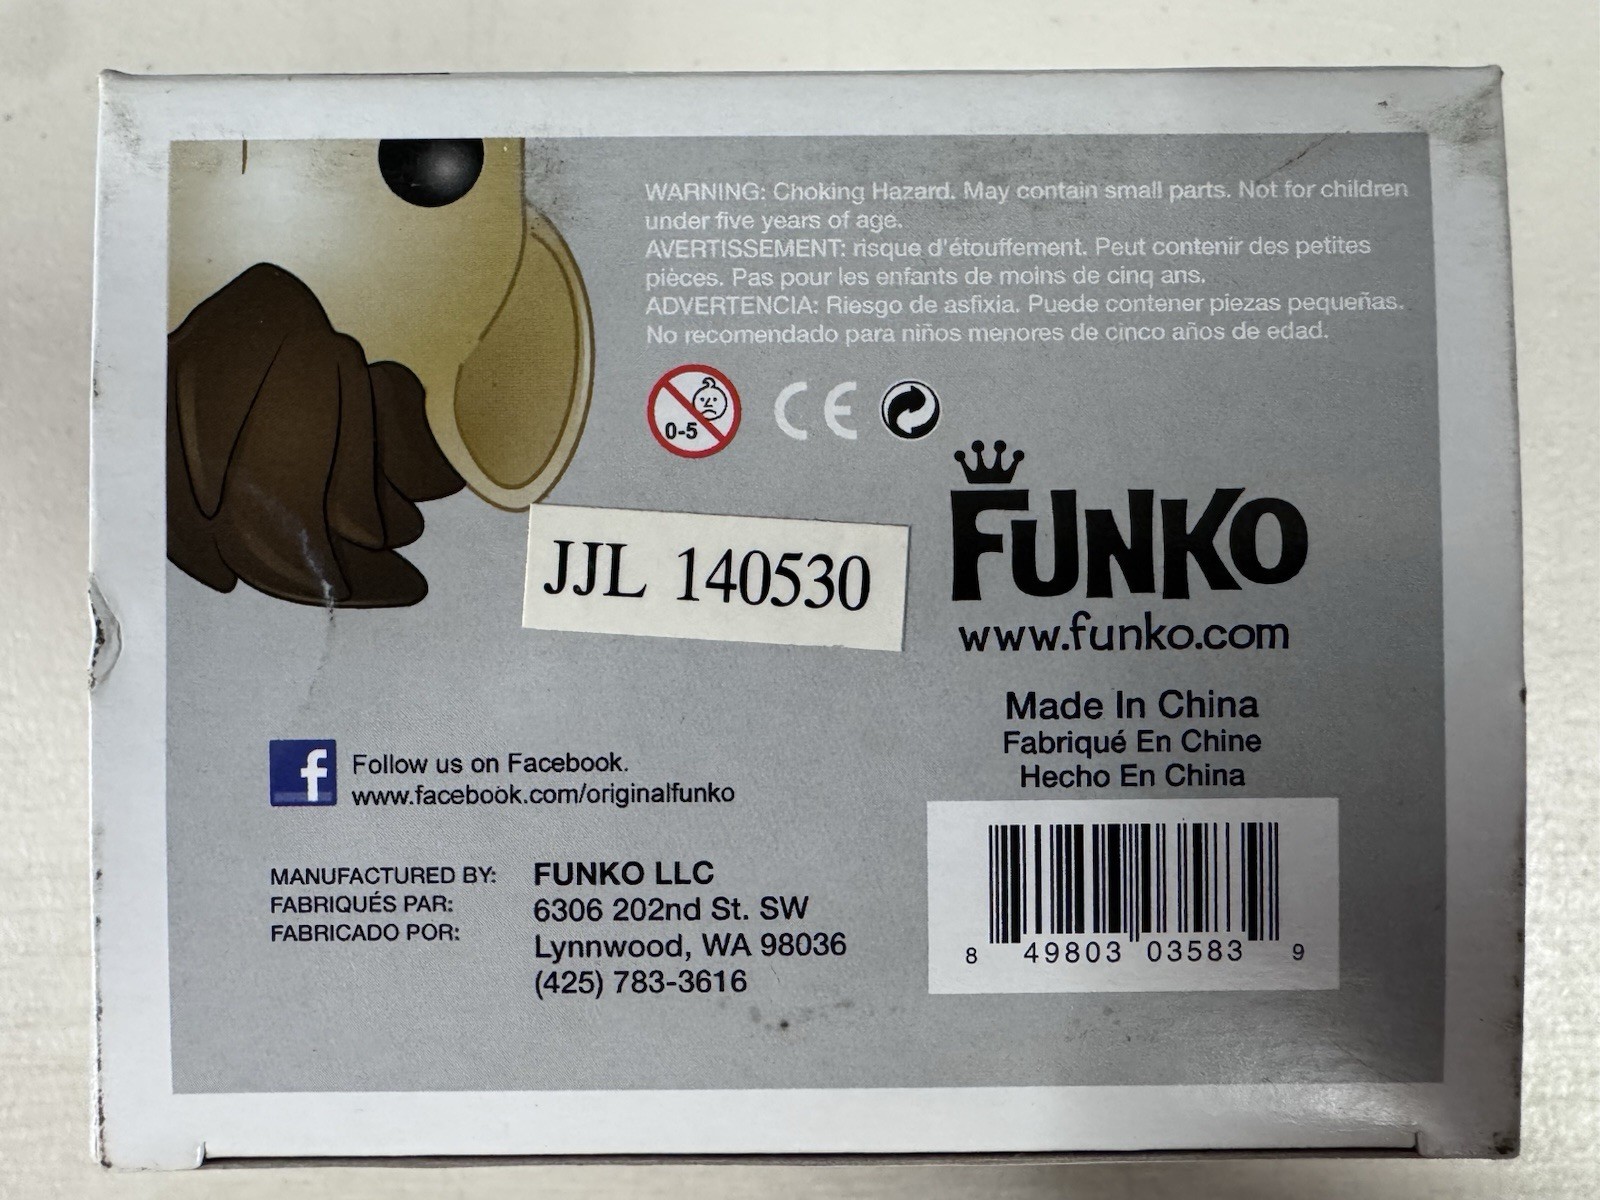 WARNING: Choking Hazard. May contain small parts. Not for children
under five years of age.
AVERTISSEMENT: risque d'étouffement. Peut contenir des petites
pièces. Pas pour les enfants de moins de cinq ans.
ADVERTENCIA: Riesgo de asfixia. Puede contener piezas pequeñas.
No recomendado para niños menores de cinco años de edad.
0-5
CE
FUNKO
www.funko.com
JJL 140530
Made In China
Fabriqué En Chine
Hecho En China
f
Follow us on Facebook.
www.facebook.com/originalfunko
MANUFACTURED BY:
FABRIQUÉS PAR:
FABRICADO POR:
FUNKO LLC
6306 202nd St. SW
Lynnwood, WA 98036
(425) 783-3616
8 49803 03583 9